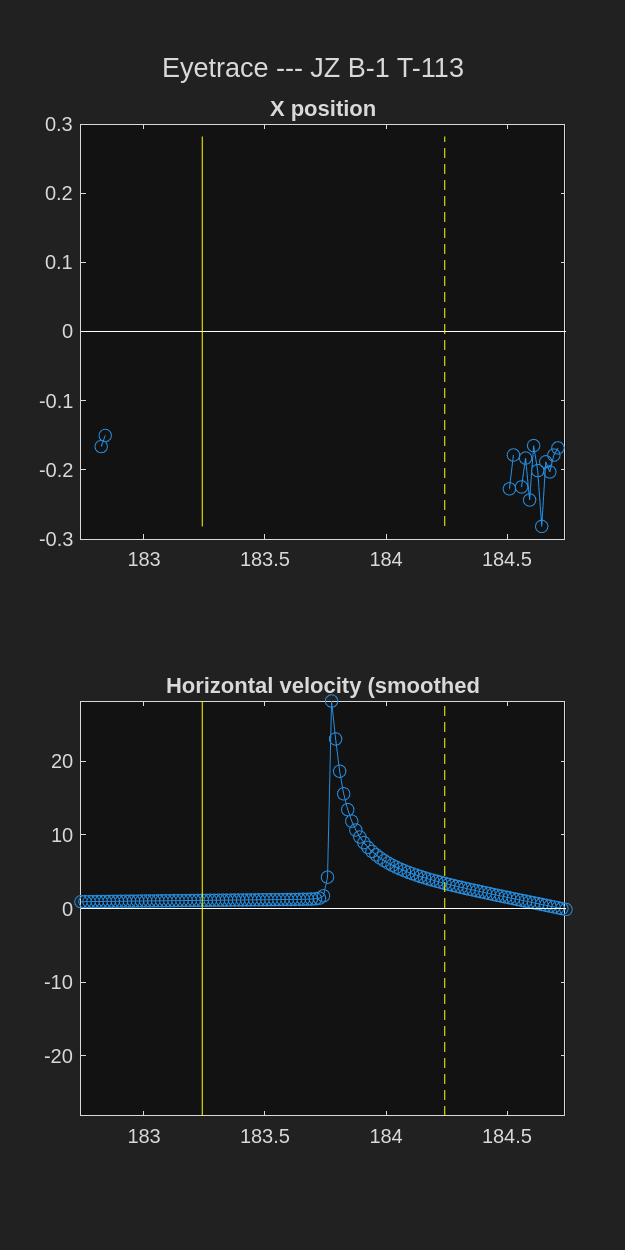 Eyetrace --- JZ B-1 T-113
X position
0.3
0.2
0.1
0
-0.1
-0.2
-0.3
183 183.5 184 184.5
Horizontal velocity (smoothed
20
10
0
-10
-20
183 183.5 184 184.5